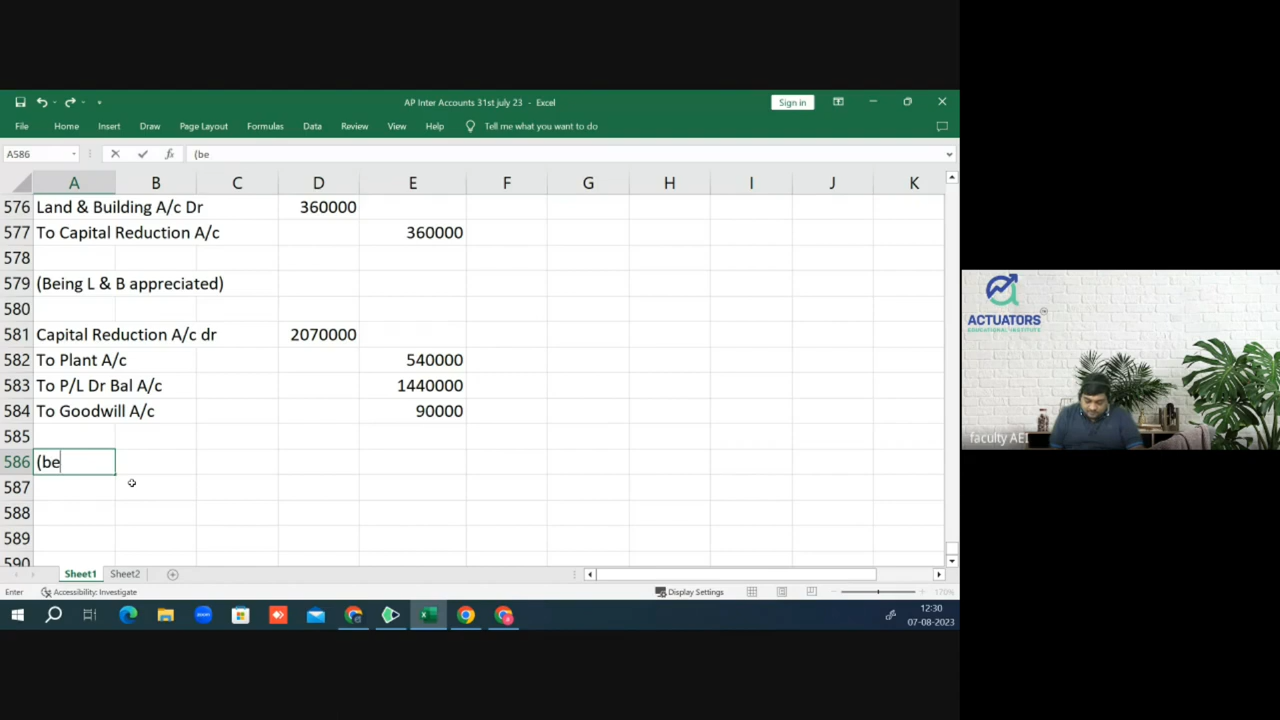 AP Inter Accounts 31st july 23 - Excel
Sign in
File Home Insert Draw Page Layout Formulas Data Review View Help Tell me what you want to do
A586 fx (be
A B C D E F G H I J K
576 Land & Building A/c Dr 360000
577 To Capital Reduction A/c 360000
578
579 (Being L & B appreciated)
580
581 Capital Reduction A/c dr 2070000
582 To Plant A/c 540000
583 To P/L Dr Bal A/c 1440000
584 To Goodwill A/c 90000
585
586 (be
587
588
589
590
Sheet1 Sheet2
Enter Accessibility: Investigate Display Settings 170%
12:30
07-08-2023
ACTUATORS
EDUCATIONAL INSTITUTE
faculty AEI